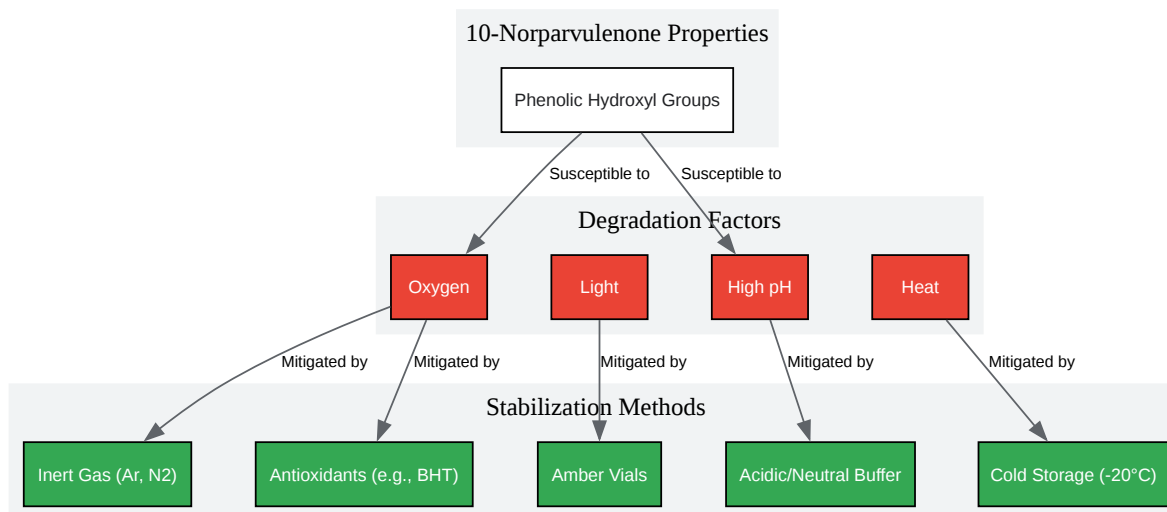 10-Norparvulenone Properties
Phenolic Hydroxyl Groups
Susceptible to
Susceptible to
Degradation Factors
Oxygen
Light
High pH
Heat
Mitigated by
Mitigated by
Mitigated by
Mitigated by
Mitigated by
Stabilization Methods
Inert Gas (Ar, N2)
Antioxidants (e.g., BHT)
Amber Vials
Acidic/Neutral Buffer
Cold Storage (-20°C)